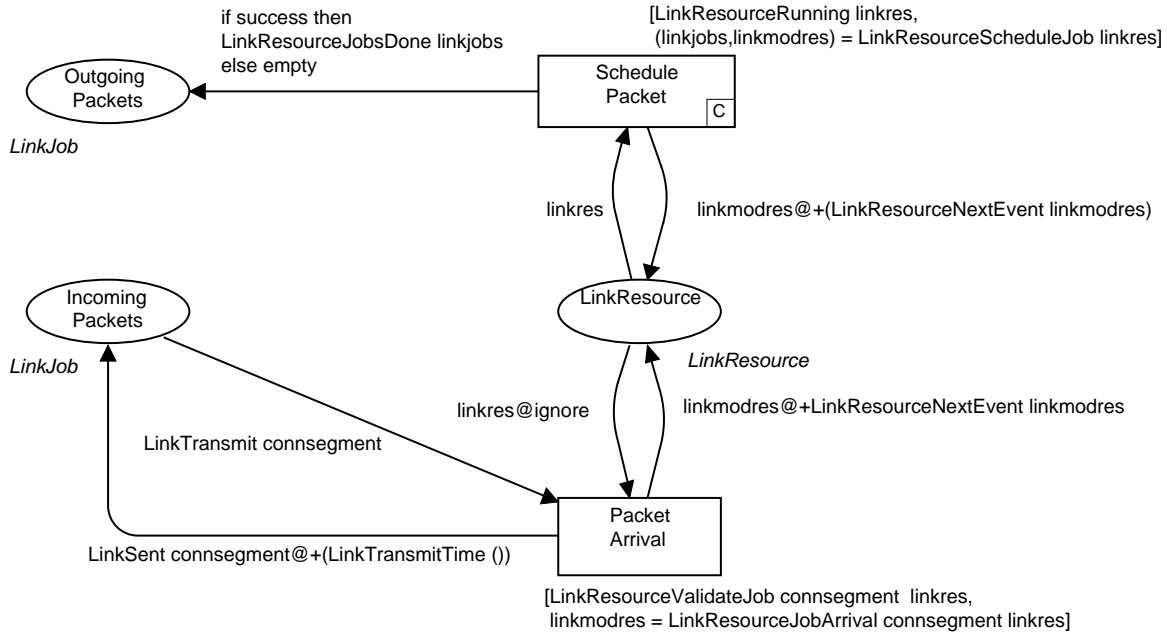 if success then
LinkResourceJobsDone linkjobs
else empty
[LinkResourceRunning linkres,
(linkjobs,linkmodres) = LinkResourceScheduleJob linkres]
Outgoing
Packets
LinkJob
Schedule
Packet
C
linkres
linkmodres@+(LinkResourceNextEvent linkmodres)
Incoming
Packets
LinkJob
LinkResource
LinkResource
linkres@ignore
linkmodres@+LinkResourceNextEvent linkmodres
LinkTransmit connsegment
Packet
Arrival
LinkSent connsegment@+(LinkTransmitTime ())
[LinkResourceValidateJob connsegment  linkres,
linkmodres = LinkResourceJobArrival connsegment linkres]